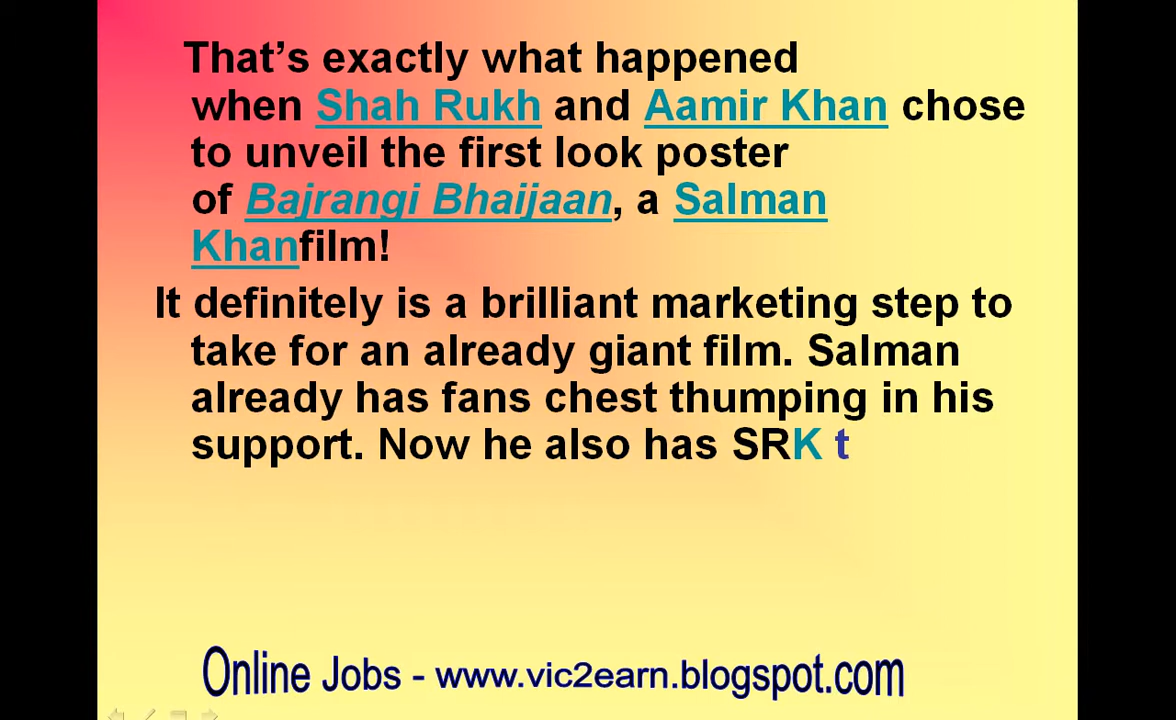 That’s exactly what happened
when Shah Rukh and Aamir Khan chose
to unveil the first look poster
of Bajrangi Bhaijaan, a Salman
Khanfilm!
It definitely is a brilliant marketing step to
take for an already giant film. Salman
already has fans chest thumping in his
support. Now he also has SRK t
Online Jobs - www.vic2earn.blogspot.com